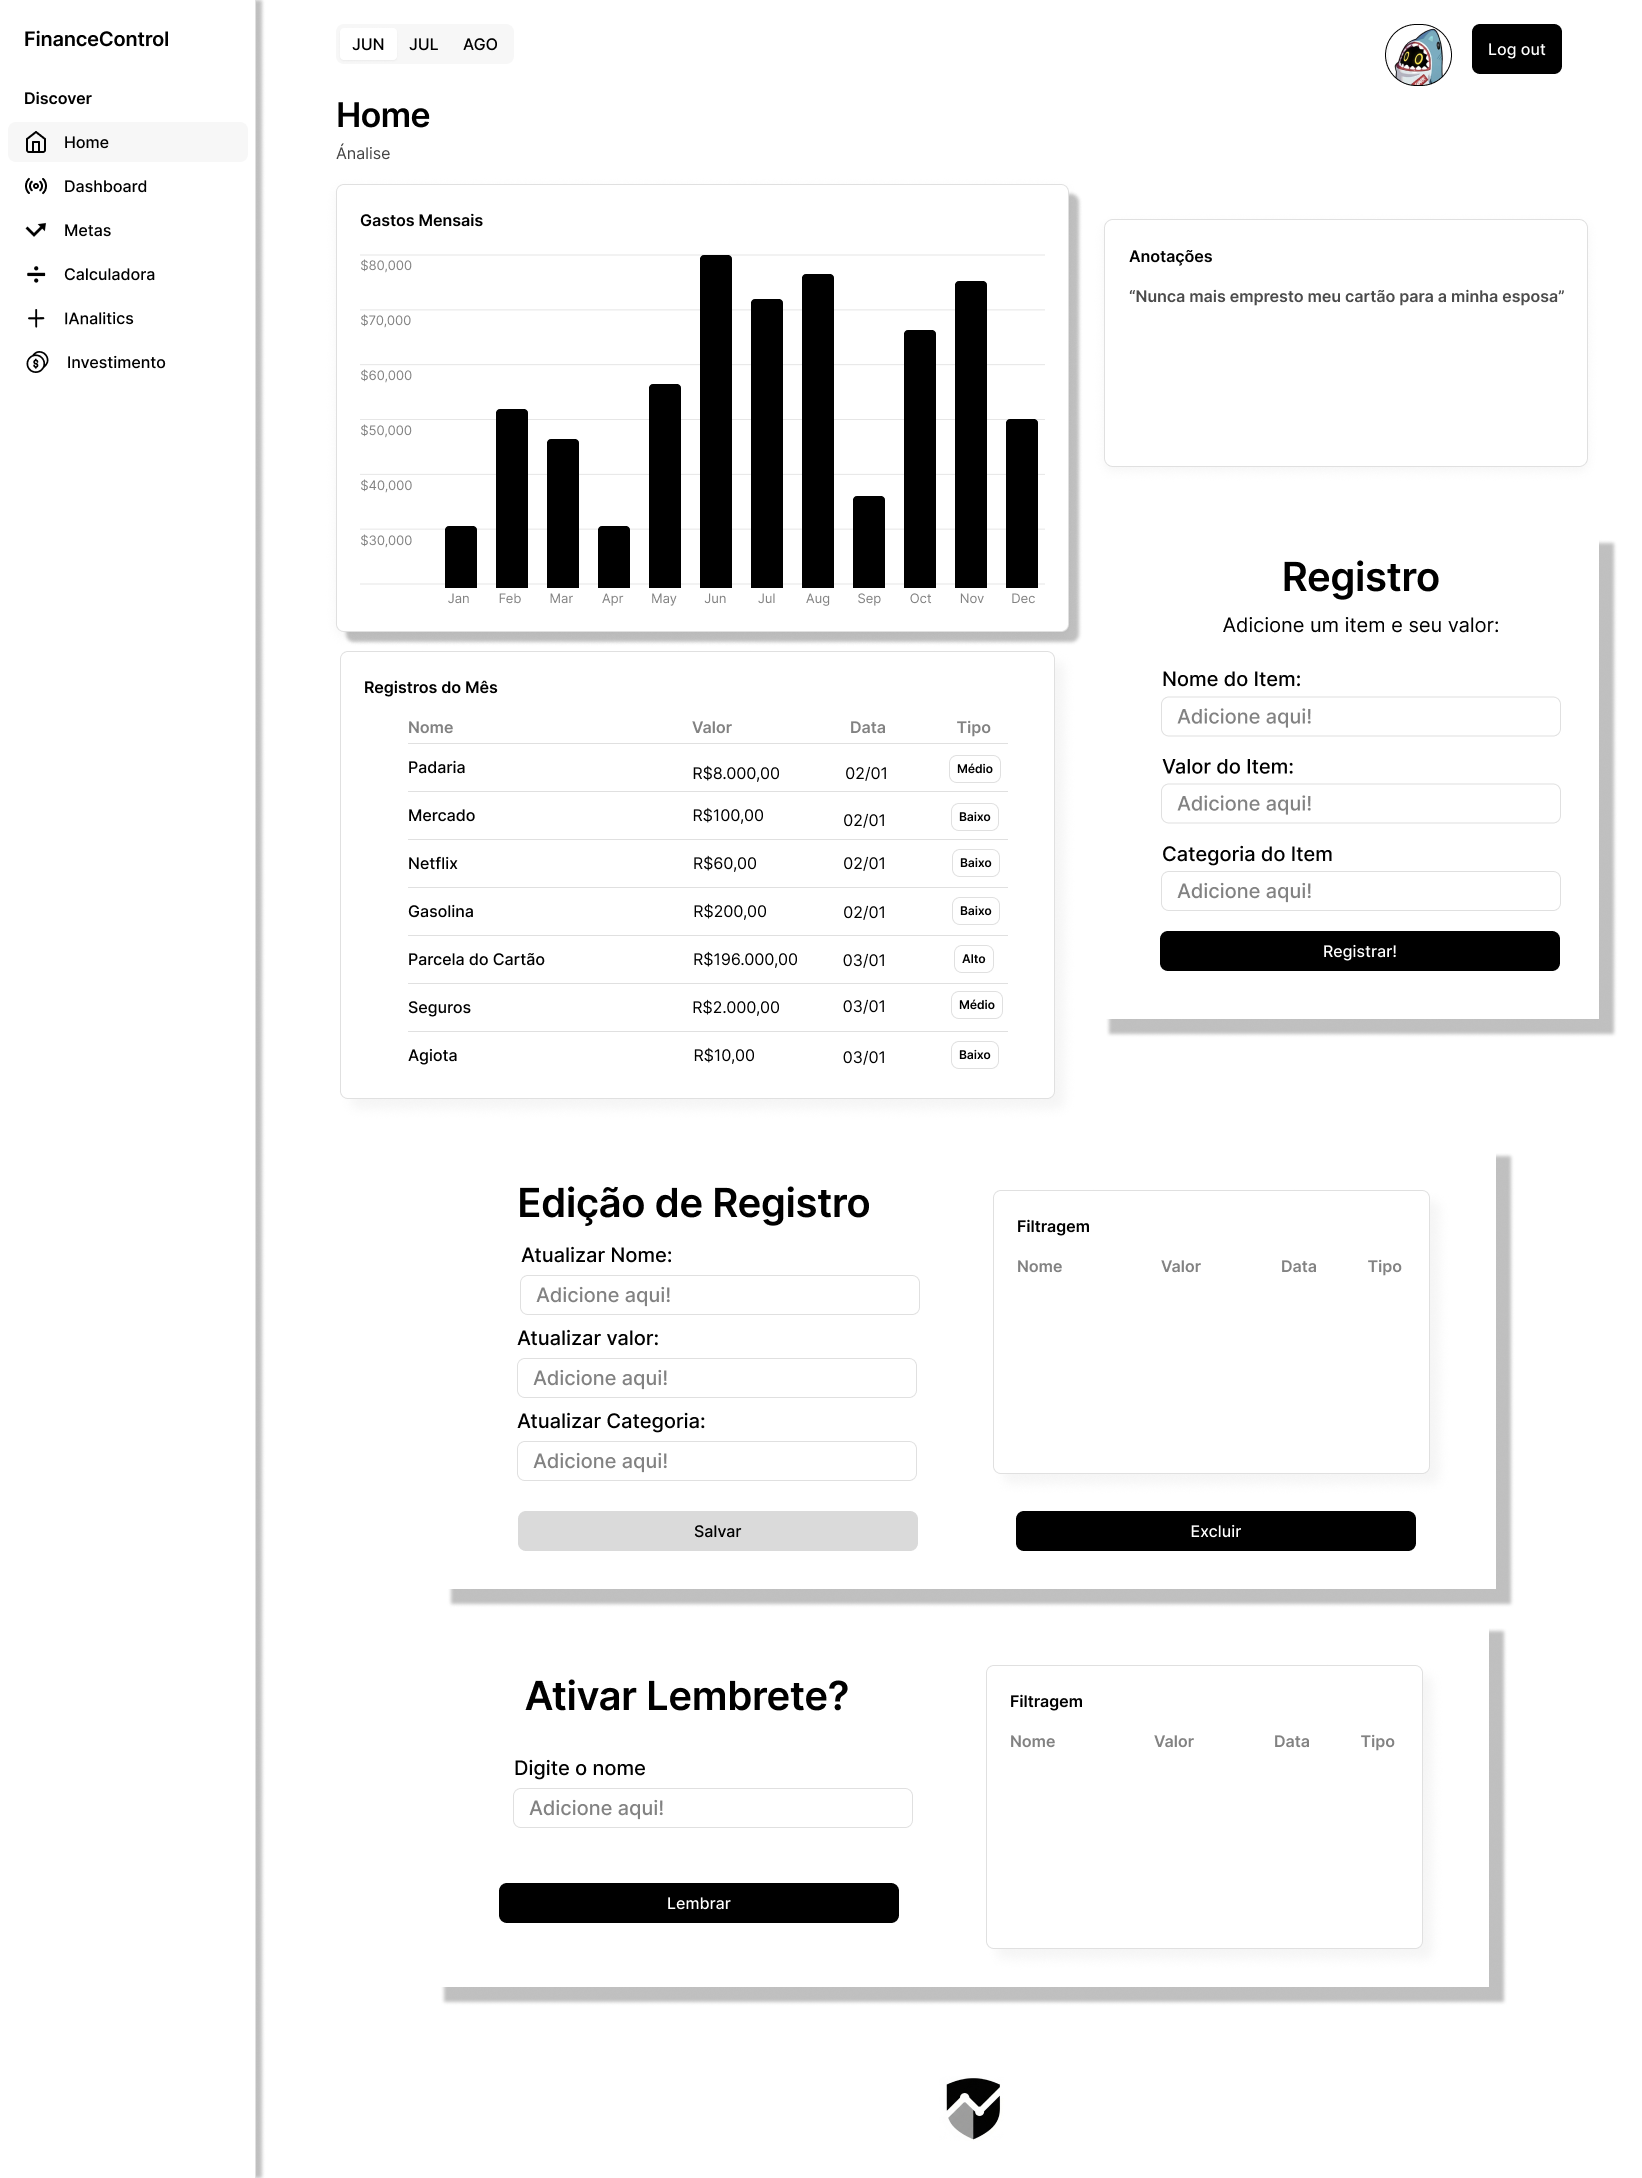 FinanceControl
Discover
Home
Dashboard
Metas
Calculadora
IAnalitics
Investimento
JUN JUL AGO
Log out
Home
Ánalise
Gastos Mensais
$80,000
$70,000
$60,000
$50,000
$40,000
$30,000
Jan Feb Mar Apr May Jun Jul Aug Sep Oct Nov Dec
Anotações
“Nunca mais empresto meu cartão para a minha esposa”
Registros do Mês
Nome Valor Data Tipo
Padaria R$8.000,00 02/01 Médio
Mercado R$100,00 02/01 Baixo
Netflix R$60,00 02/01 Baixo
Gasolina R$200,00 02/01 Baixo
Parcela do Cartão R$196.000,00 03/01 Alto
Seguros R$2.000,00 03/01 Médio
Agiota R$10,00 03/01 Baixo
Registro
Adicione um item e seu valor:
Nome do Item:
Adicione aqui!
Valor do Item:
Adicione aqui!
Categoria do Item
Adicione aqui!
Registrar!
Edição de Registro
Atualizar Nome:
Adicione aqui!
Atualizar valor:
Adicione aqui!
Atualizar Categoria:
Adicione aqui!
Salvar
Filtragem
Nome Valor Data Tipo
Excluir
Ativar Lembrete?
Digite o nome
Adicione aqui!
Lembrar
Filtragem
Nome Valor Data Tipo